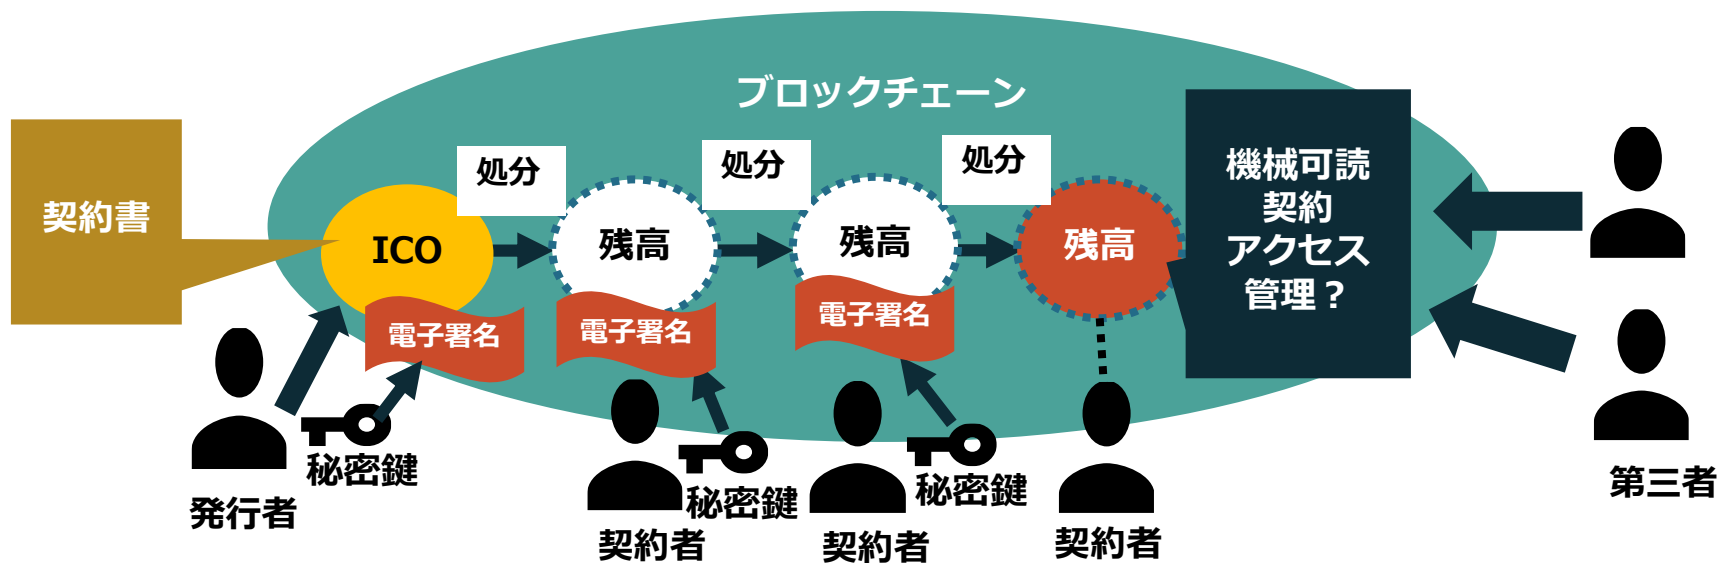 ブロックチェーン
契約書
処分
処分
処分
機械可読
契約
アクセス
管理？
ICO
残高
残高
残高
電子署名
電子署名
電子署名
秘密鍵
秘密鍵
秘密鍵
発行者
契約者
契約者
契約者
第三者